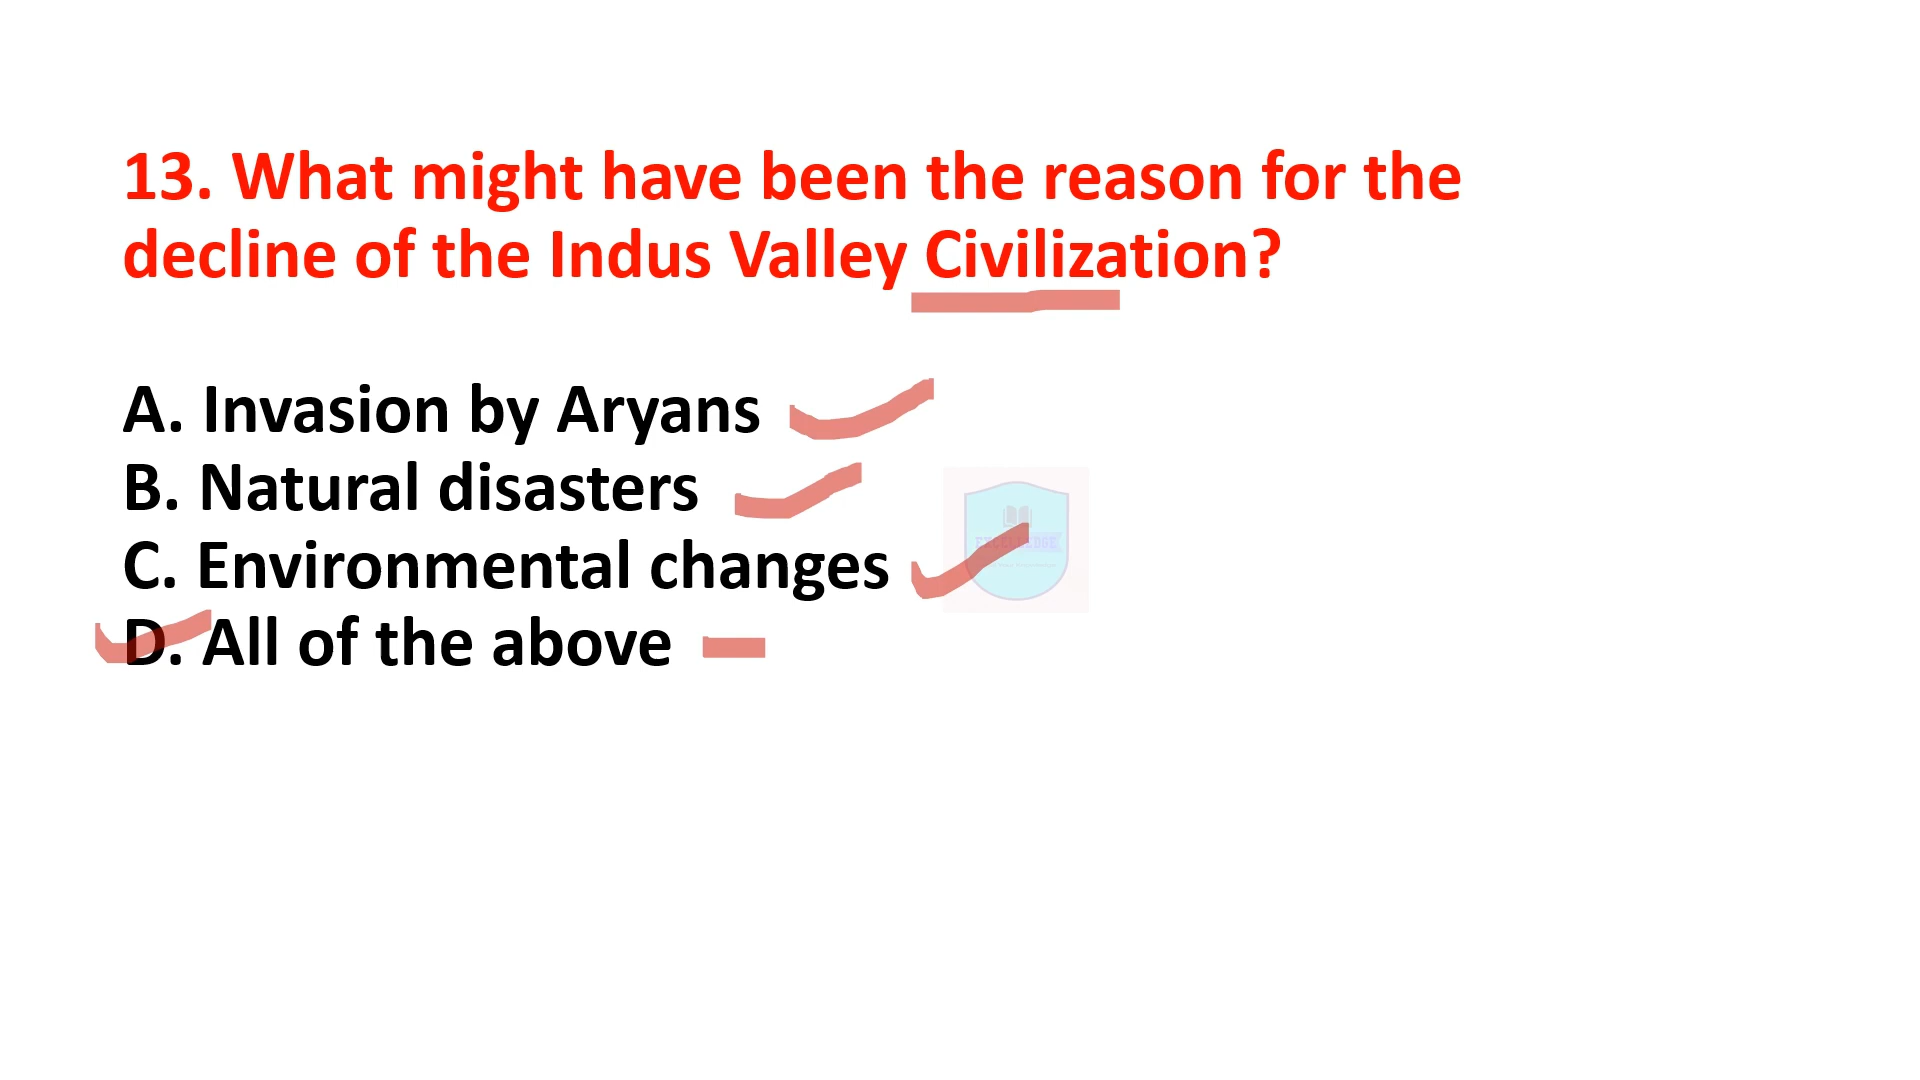 13. What might have been the reason for the
decline of the Indus Valley Civilization?
A. Invasion by Aryans
B. Natural disasters
C. Environmental changes
D. All of the above